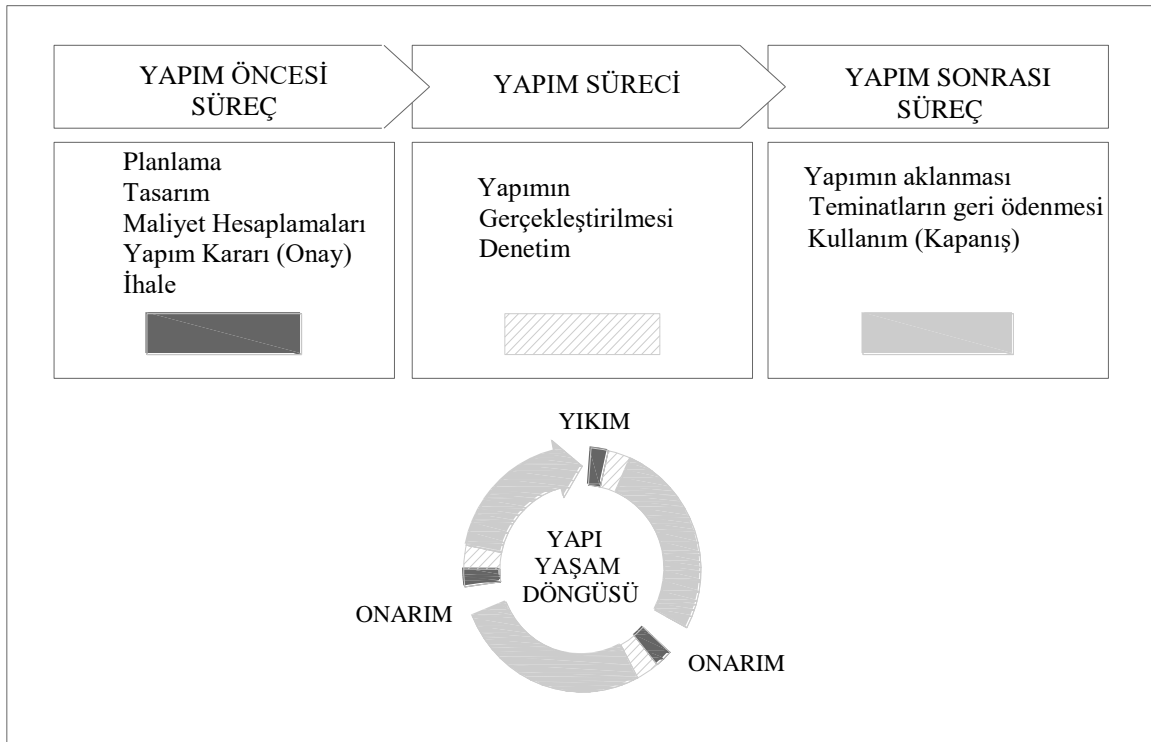 YAPIM ÖNCESİ
SÜREÇ
YAPIM SÜRECİ
YAPIM SONRASI
SÜREÇ
Planlama
Tasarım
Maliyet Hesaplamaları
Yapım Kararı (Onay)
İhale
Yapımın
Gerçekleştirilmesi
Denetim
Yapımın aklanması
Teminatların geri ödenmesi
Kullanım (Kapanış)
YIKIM
YAPI
YAŞAM
DÖNGÜSÜ
ONARIM
ONARIM